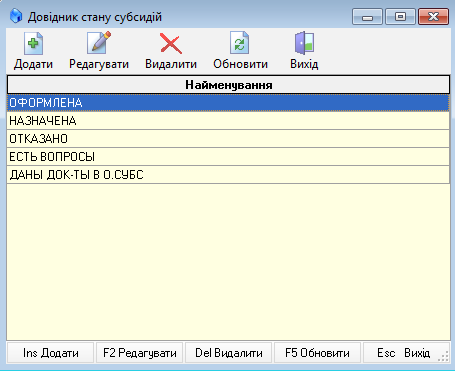 Довідник стану субсидій
Додати Редагувати Видалити Обновити Вихід
Найменування
ОФОРМЛЕНА
НАЗНАЧЕНА
ОТКАЗАНО
ЕСТЬ ВОПРОСЫ
ДАНЫ ДОК-ТЫ В О.СУБС
Ins Додати F2 Редагувати Del Видалити F5 Обновити Esc Вихід